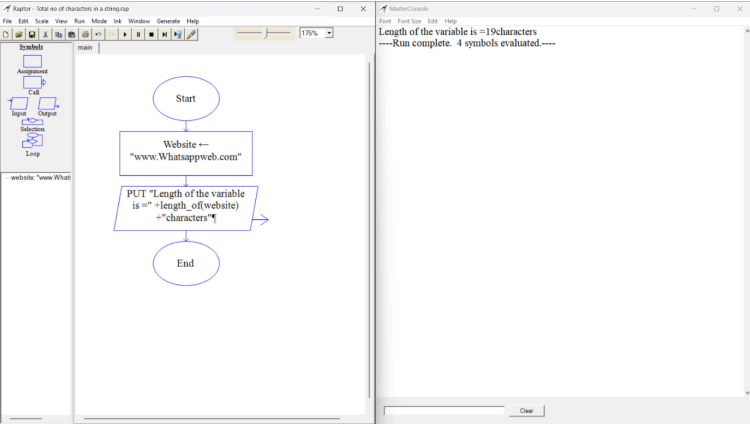 Raptor - Total no of characters in a string.rap
File Edit Scale View Run Mode Ink Window Generate Help
175%
Symbols
Assignment
Call
Input Output
Selection
Loop
website: "www.Whats
main
Start
Website ←
"www.Whatsappweb.com"
PUT "Length of the variable
is =" +length_of(website)
+"characters"¶
End
MasterConsole
Font Font Size Edit Help
Length of the variable is =19characters
----Run complete. 4 symbols evaluated.----
Clear